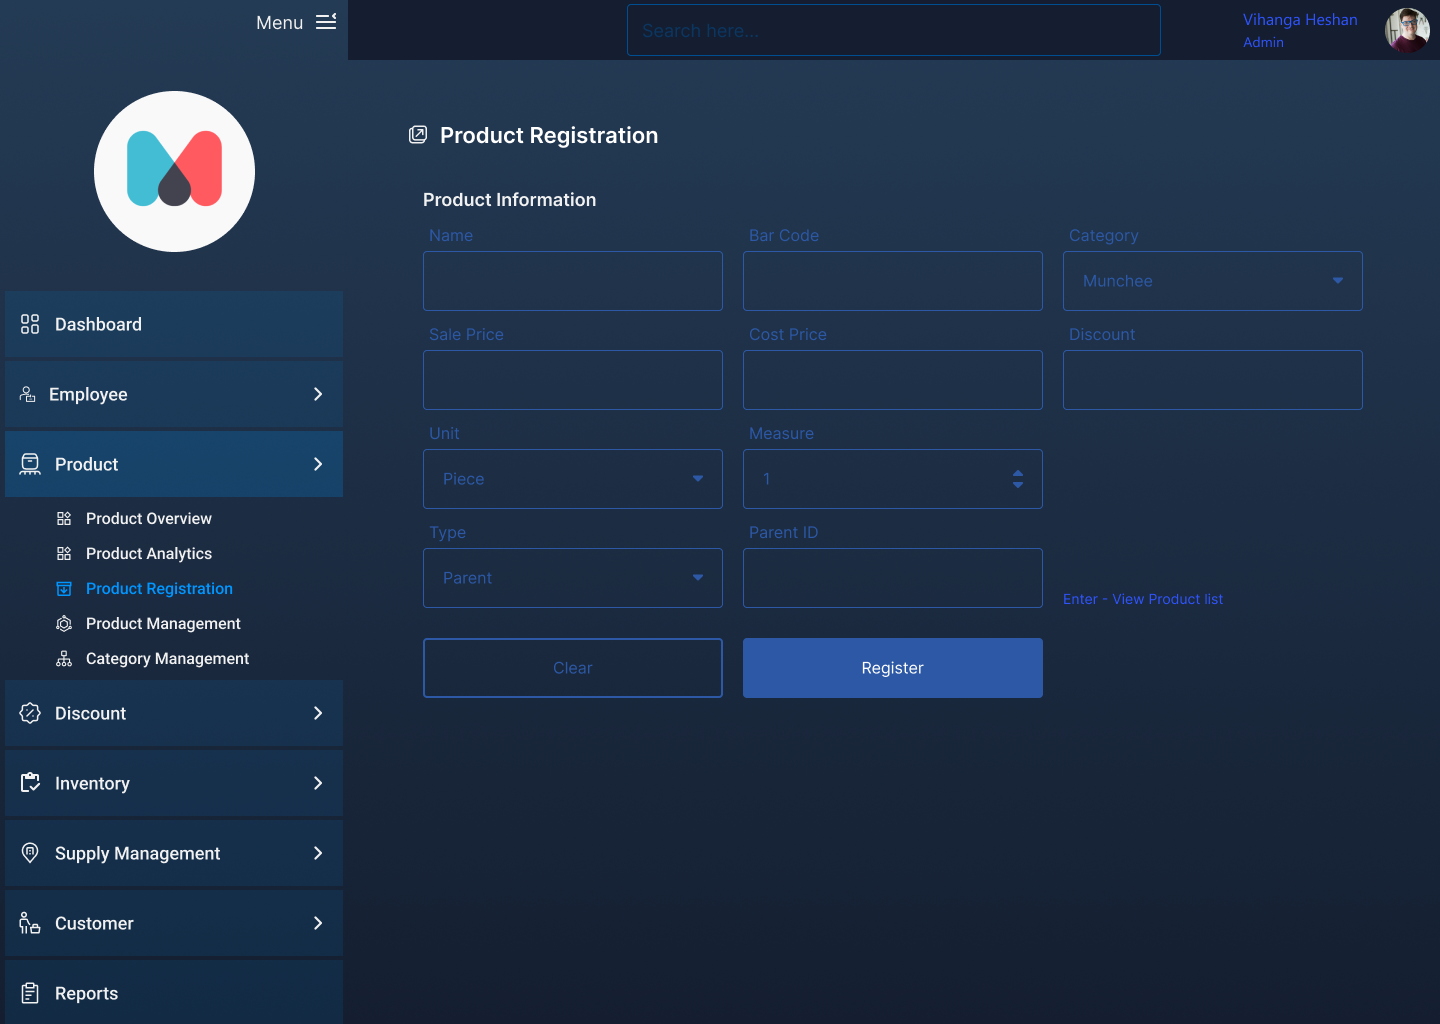 Menu
Search here...
Vihanga Heshan
Admin
Product Registration
Product Information
Name
Bar Code
Category
Munchee
Sale Price
Cost Price
Discount
Unit
Measure
Piece
1
Type
Parent ID
Parent
Enter - View Product list
Clear
Register
Dashboard
Employee
Product
Product Overview
Product Analytics
Product Registration
Product Management
Category Management
Discount
Inventory
Supply Management
Customer
Reports